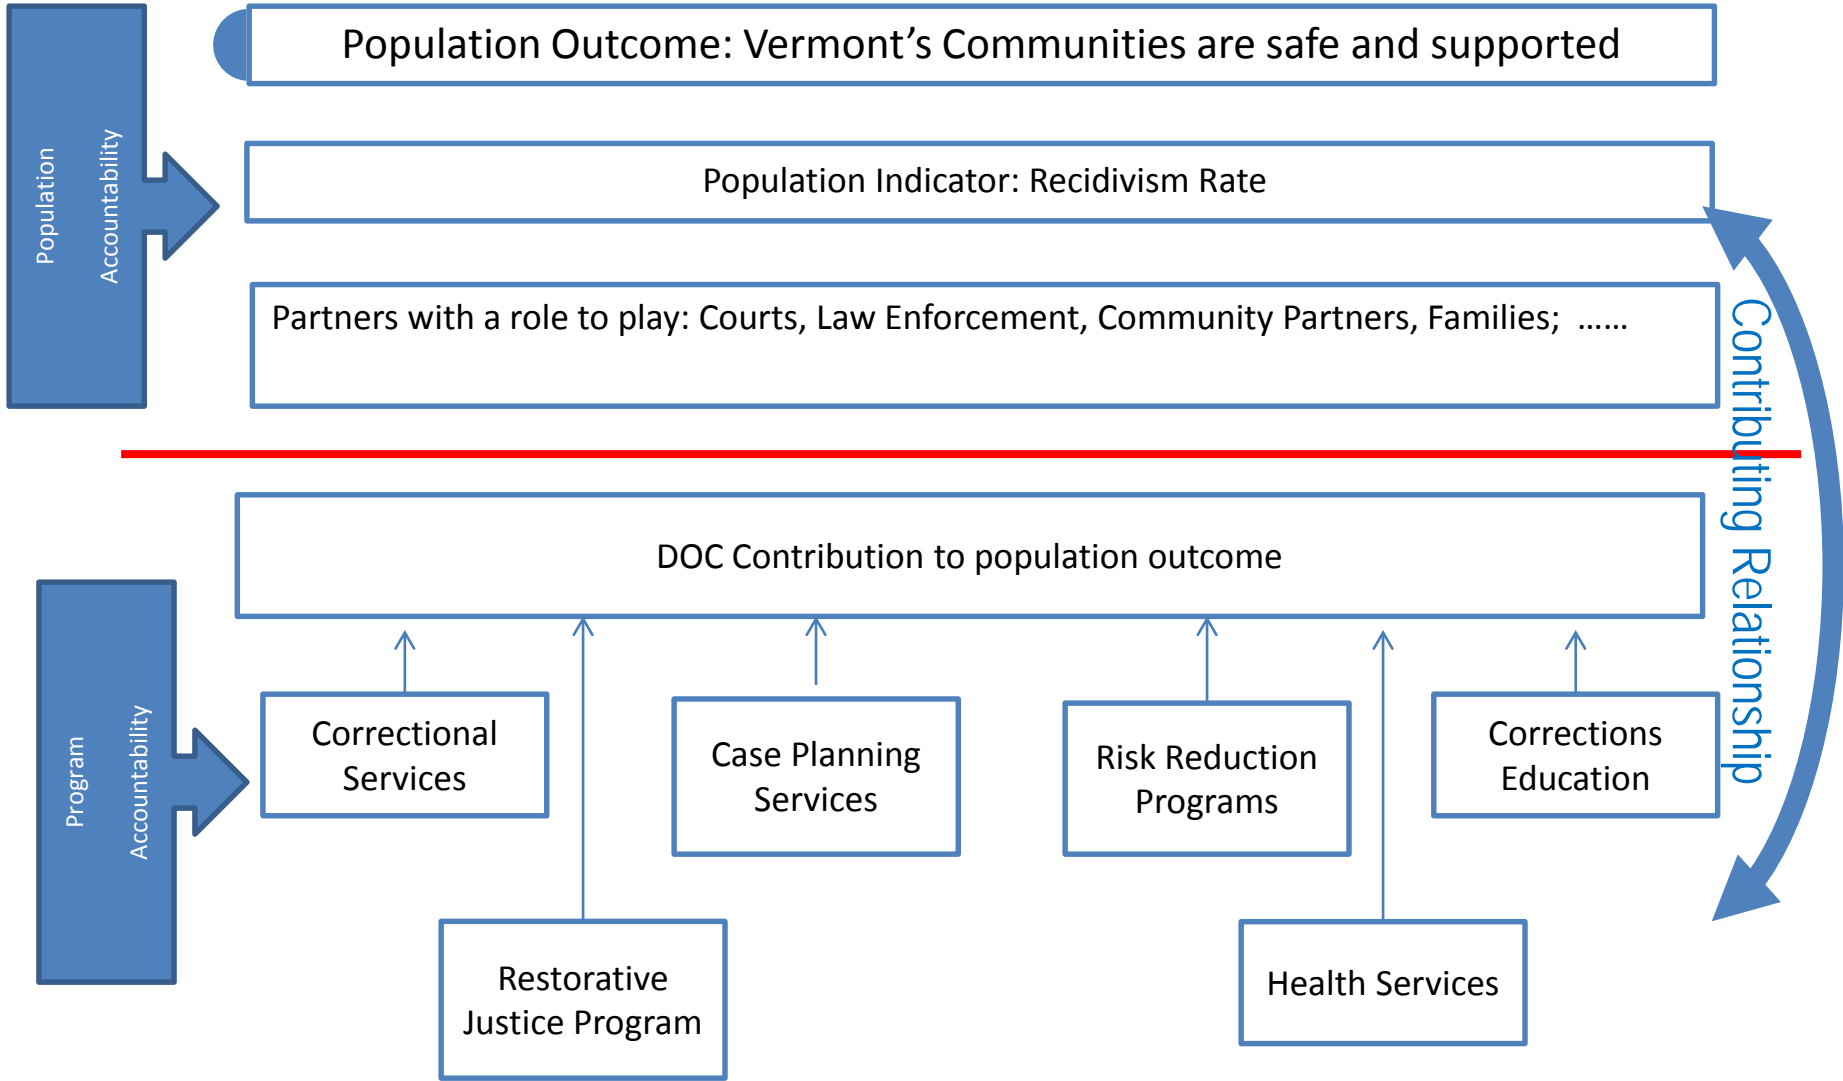 Population Outcome: Vermont’s Communities are safe and supported
Population
Accountability
Population Indicator: Recidivism Rate
Partners with a role to play: Courts, Law Enforcement, Community Partners, Families;  ……
Contributing Relationship
DOC Contribution to population outcome
Program
Accountability
Correctional
Services
Case Planning
Services
Risk Reduction
Programs
Corrections
Education
Restorative
Justice Program
Health Services